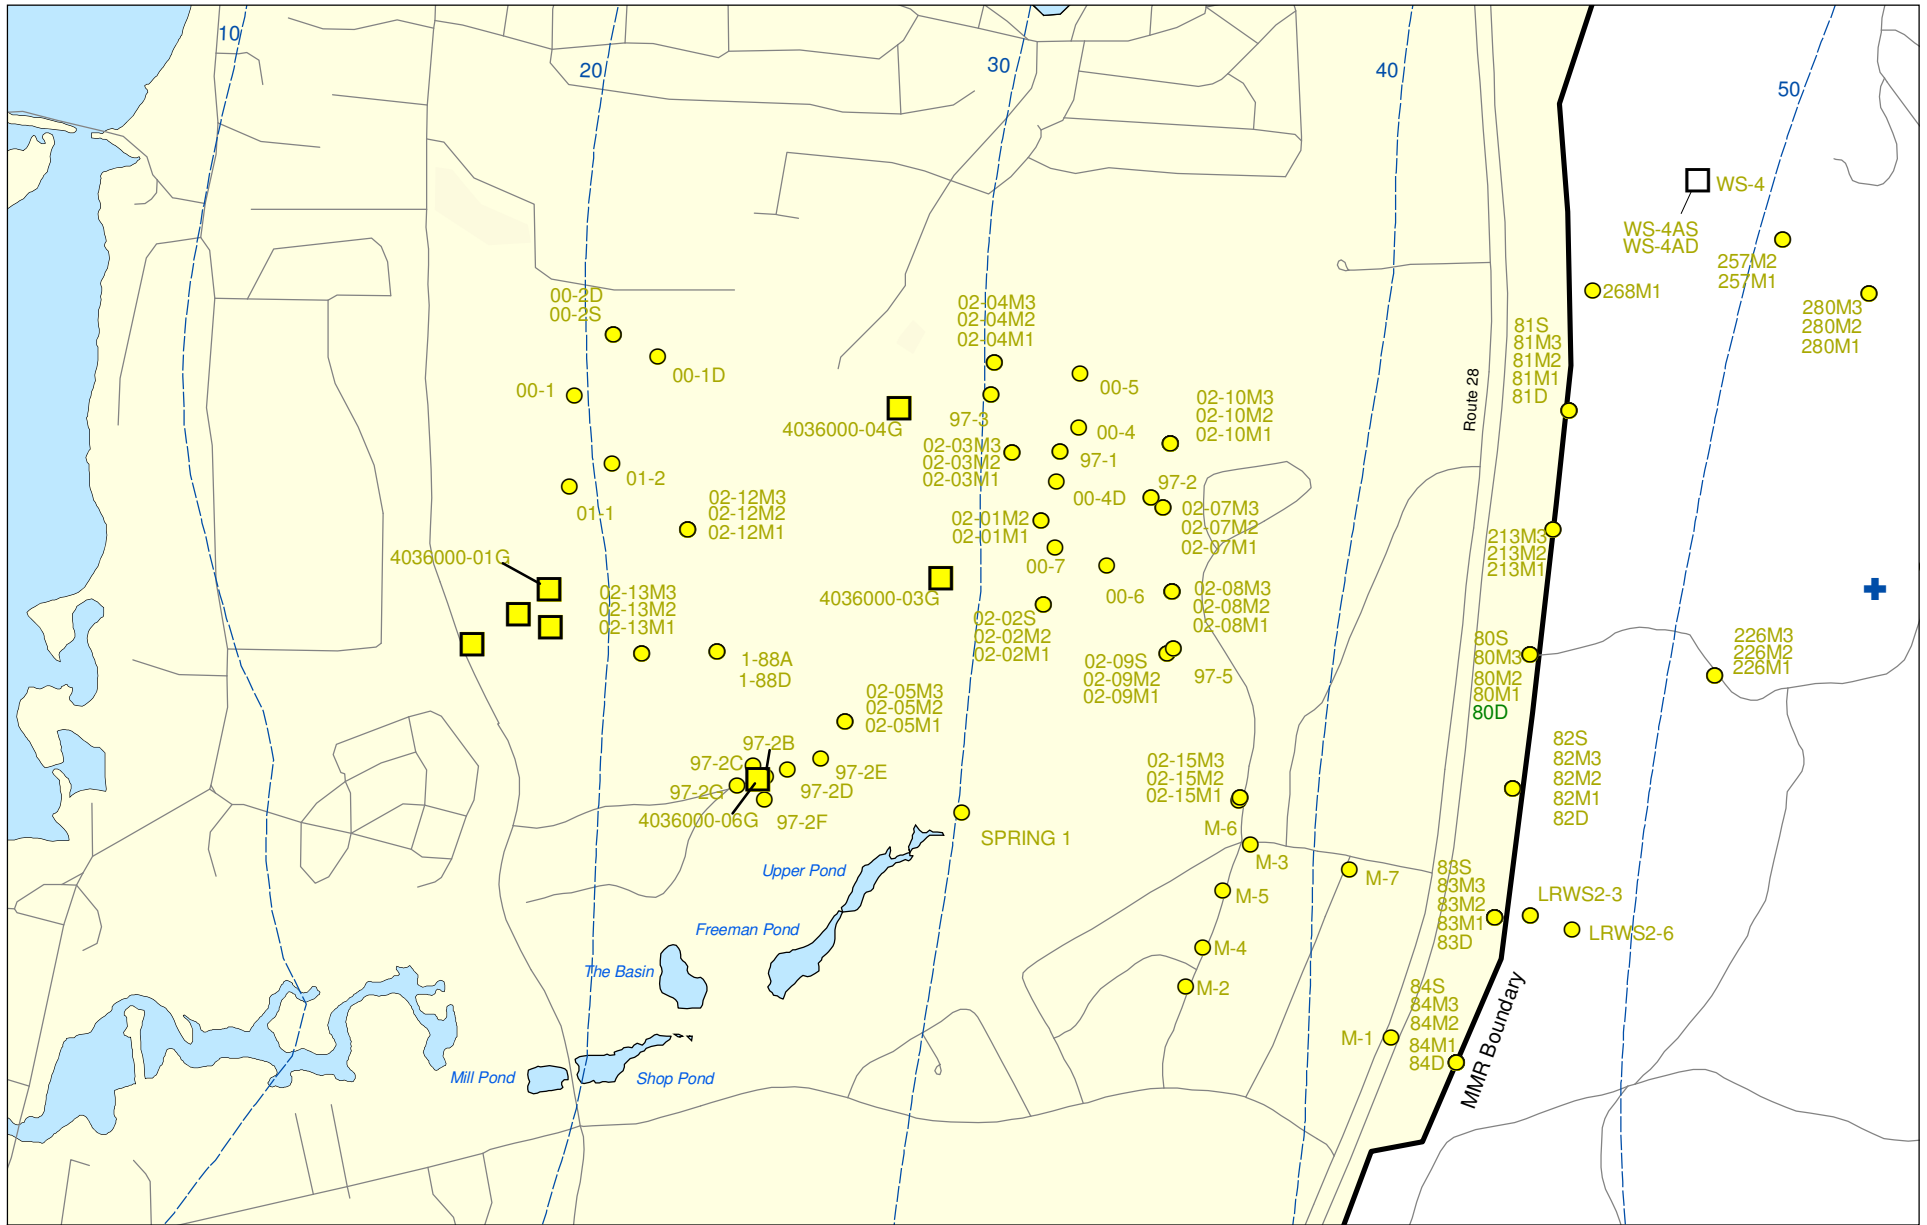 10
20
30
40
50
WS-4
WS-4AS
WS-4AD
257M2
257M1
268M1
280M3
280M2
280M1
00-2D
00-2S
00-1D
00-1
02-04M3
02-04M2
02-04M1
00-5
4036000-04G
97-3
00-4
02-10M3
02-10M2
02-10M1
Route 28
81S
81M3
81M2
81M1
81D
02-03M3
02-03M2
02-03M1
97-1
00-4D
97-2
01-2
01-1
02-12M3
02-12M2
02-12M1
02-01M2
02-01M1
02-07M3
02-07M2
02-07M1
213M3
213M2
213M1
4036000-01G
00-7
00-6
4036000-03G
02-13M3
02-13M2
02-13M1
02-08M3
02-08M2
02-08M1
02-02S
02-02M2
02-02M1
1-88A
1-88D
02-09S
02-09M2
02-09M1
97-5
80S
80M3
80M2
80M1
80D
226M3
226M2
226M1
02-05M3
02-05M2
02-05M1
97-2B
97-2C
97-2E
97-2G
97-2D
4036000-06G
97-2F
82S
82M3
82M2
82M1
82D
02-15M3
02-15M2
02-15M1
M-6
SPRING 1
M-3
M-7
Upper Pond
M-5
83S
83M3
83M2
83M1
83D
LRWS2-3
LRWS2-6
Freeman Pond
M-4
The Basin
M-2
84S
84M3
84M2
84M1
84D
M-1
MMR Boundary
Mill Pond
Shop Pond